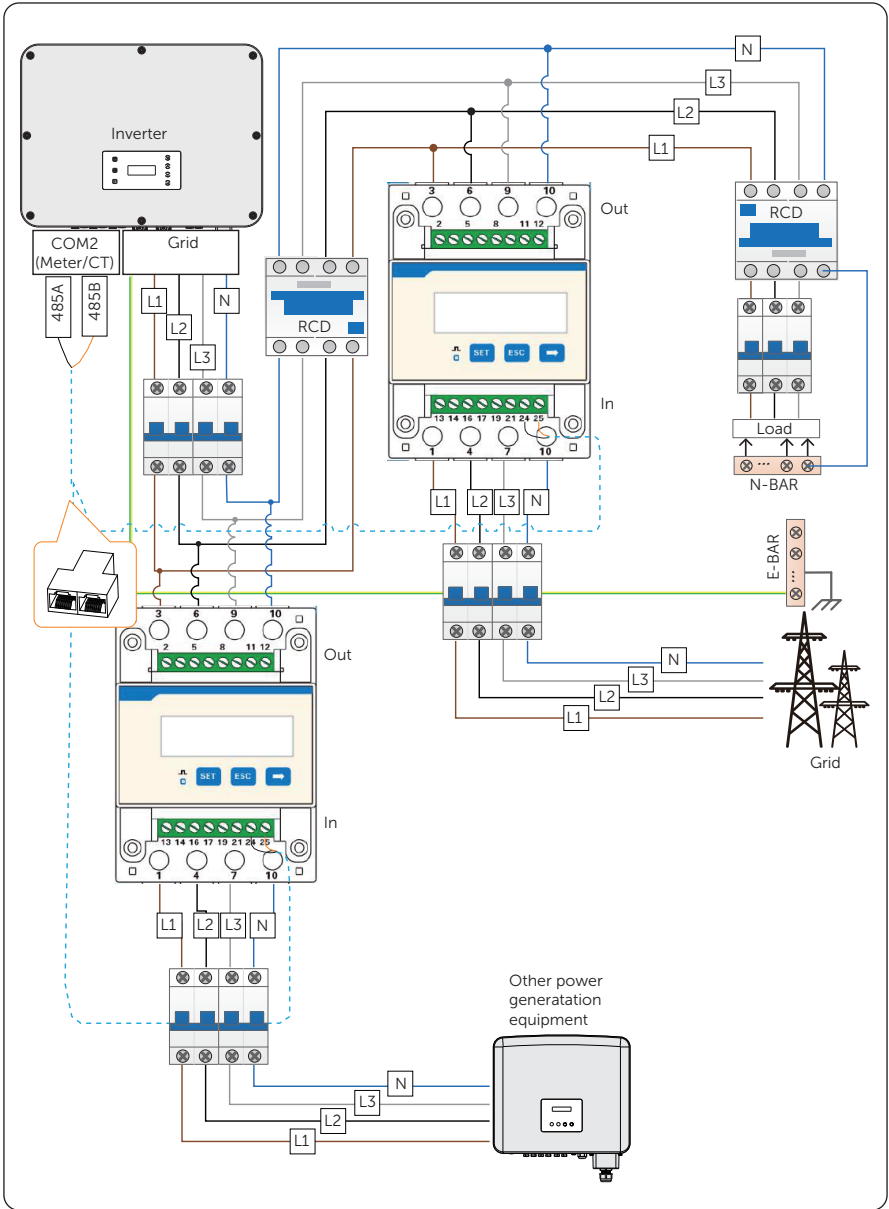 N
L3
L2
L1
Inverter
COM2
(Meter/CT)
Grid
485A
485B
L1
L2
L3
N
RCD
3 6 9 10
2 5 8 11 12
Out
SET ESC
In
13 14 16 17 19 21 24 25
1 4 7 10
L1 L2 L3 N
RCD
Load
N-BAR
E-BAR
N
L3
L2
L1
Grid
3 6 9 10
2 5 8 11 12
Out
SET ESC
In
13 14 16 17 19 21 24 25
1 4 7 10
L1 L2 L3 N
Other power
generatation
equipment
N
L3
L2
L1